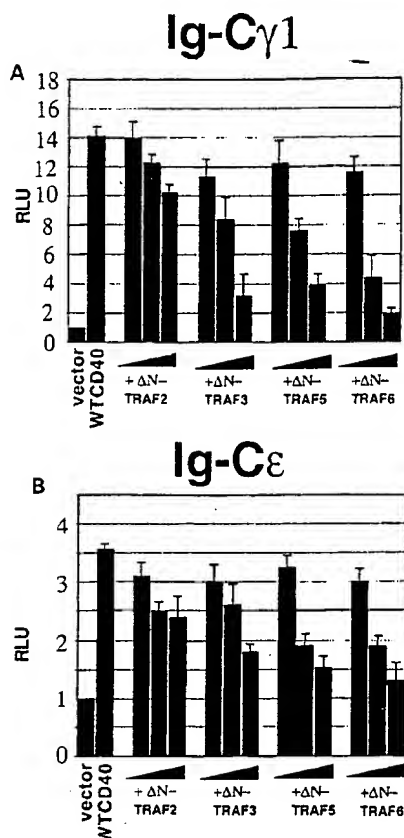 Ig-Cγ1
A
18
16
14
12
10
8
6
4
2
0
RLU
vector
WTCD40
+ ΔN–
TRAF2
+ΔN–
TRAF3
+ΔN–
TRAF5
+ΔN–
TRAF6
Ig-Cε
B
4
3
2
1
0
RLU
vector
WTCD40
+ ΔN–
TRAF2
+ΔN–
TRAF3
+ΔN–
TRAF5
+ΔN–
TRAF6